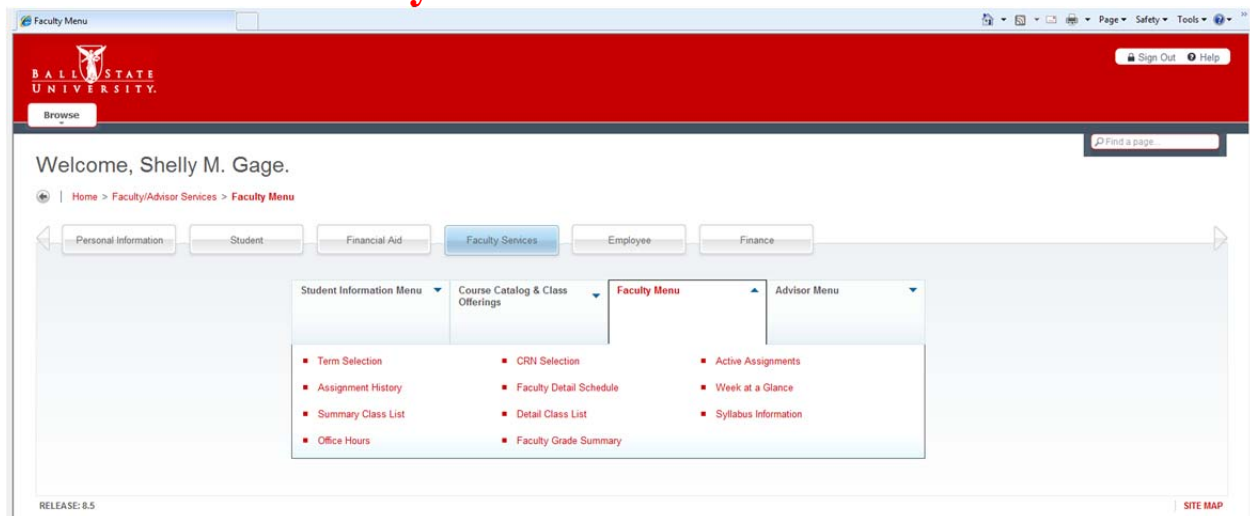 Faculty Menu
Page Safety Tools
BALL STATE
UNIVERSITY.
Sign Out Help
Browse
Find a page...
Welcome, Shelly M. Gage.
Home > Faculty/Advisor Services > Faculty Menu
Personal Information Student Financial Aid Faculty Services Employee Finance
Student Information Menu Course Catalog & Class Faculty Menu Advisor Menu
Offerings
Term Selection CRN Selection Active Assignments
Assignment History Faculty Detail Schedule Week at a Glance
Summary Class List Detail Class List Syllabus Information
Office Hours Faculty Grade Summary
RELEASE: 8.5 SITE MAP